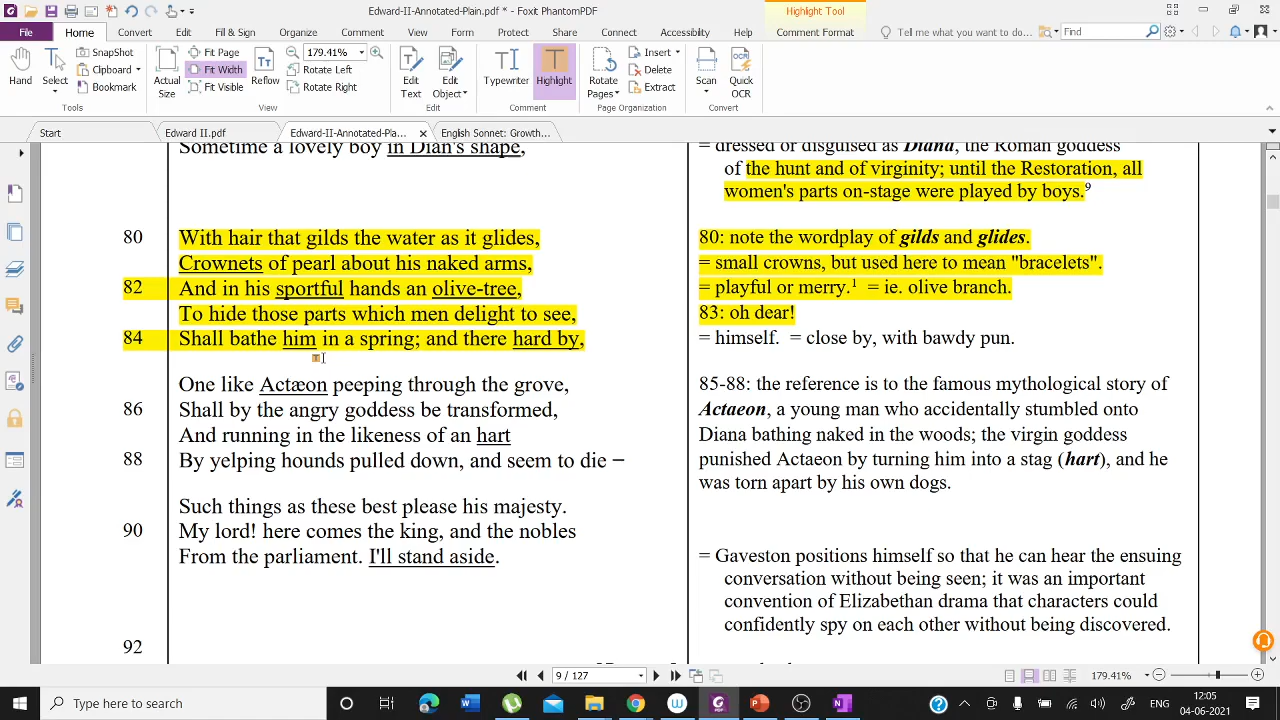 Edward-II-Annotated-Plain.pdf * - Foxit PhantomPDF
Highlight Tool
File Home Convert Edit Fill & Sign Organize Comment View Form Protect Share Connect Accessibility Help Comment Format Tell me what you want to do... Find
Hand Select SnapShot Clipboard Bookmark Actual Size Fit Page Fit Width Fit Visible Reflow 179.41% Rotate Left Rotate Right Edit Text Edit Object Typewriter Highlight Rotate Pages Insert Delete Extract Scan Quick OCR
Tools View Edit Comment Page Organization Convert
Start Edward II.pdf Edward-II-Annotated-Pla... English Sonnet: Growth...
Sometime a lovely boy in Dian's shape,
80 With hair that gilds the water as it glides,
Crownets of pearl about his naked arms,
82 And in his sportful hands an olive-tree,
To hide those parts which men delight to see,
84 Shall bathe him in a spring; and there hard by,
One like Actæon peeping through the grove,
86 Shall by the angry goddess be transformed,
And running in the likeness of an hart
88 By yelping hounds pulled down, and seem to die −
Such things as these best please his majesty.
90 My lord! here comes the king, and the nobles
From the parliament. I'll stand aside.
92
= dressed or disguised as Diana, the Roman goddess
of the hunt and of virginity; until the Restoration, all
women's parts on-stage were played by boys.9
80: note the wordplay of gilds and glides.
= small crowns, but used here to mean "bracelets".
= playful or merry.1 = ie. olive branch.
83: oh dear!
= himself. = close by, with bawdy pun.
85-88: the reference is to the famous mythological story of
Actaeon, a young man who accidentally stumbled onto
Diana bathing naked in the woods; the virgin goddess
punished Actaeon by turning him into a stag (hart), and he
was torn apart by his own dogs.
= Gaveston positions himself so that he can hear the ensuing
conversation without being seen; it was an important
convention of Elizabethan drama that characters could
confidently spy on each other without being discovered.
9 / 127 179.41%
Type here to search
ENG 12:05
04-06-2021